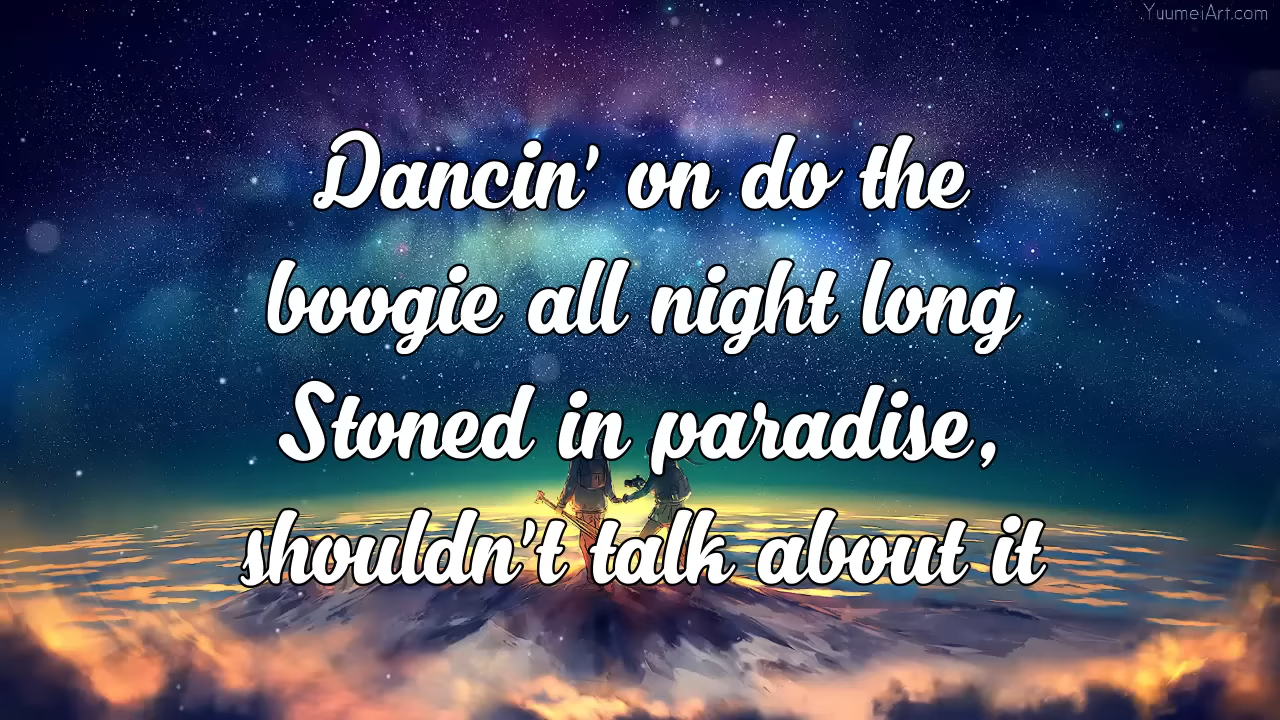 YuumeiArt.com
Dancin' on do the
boogie all night long
Stoned in paradise,
shouldn't talk about it